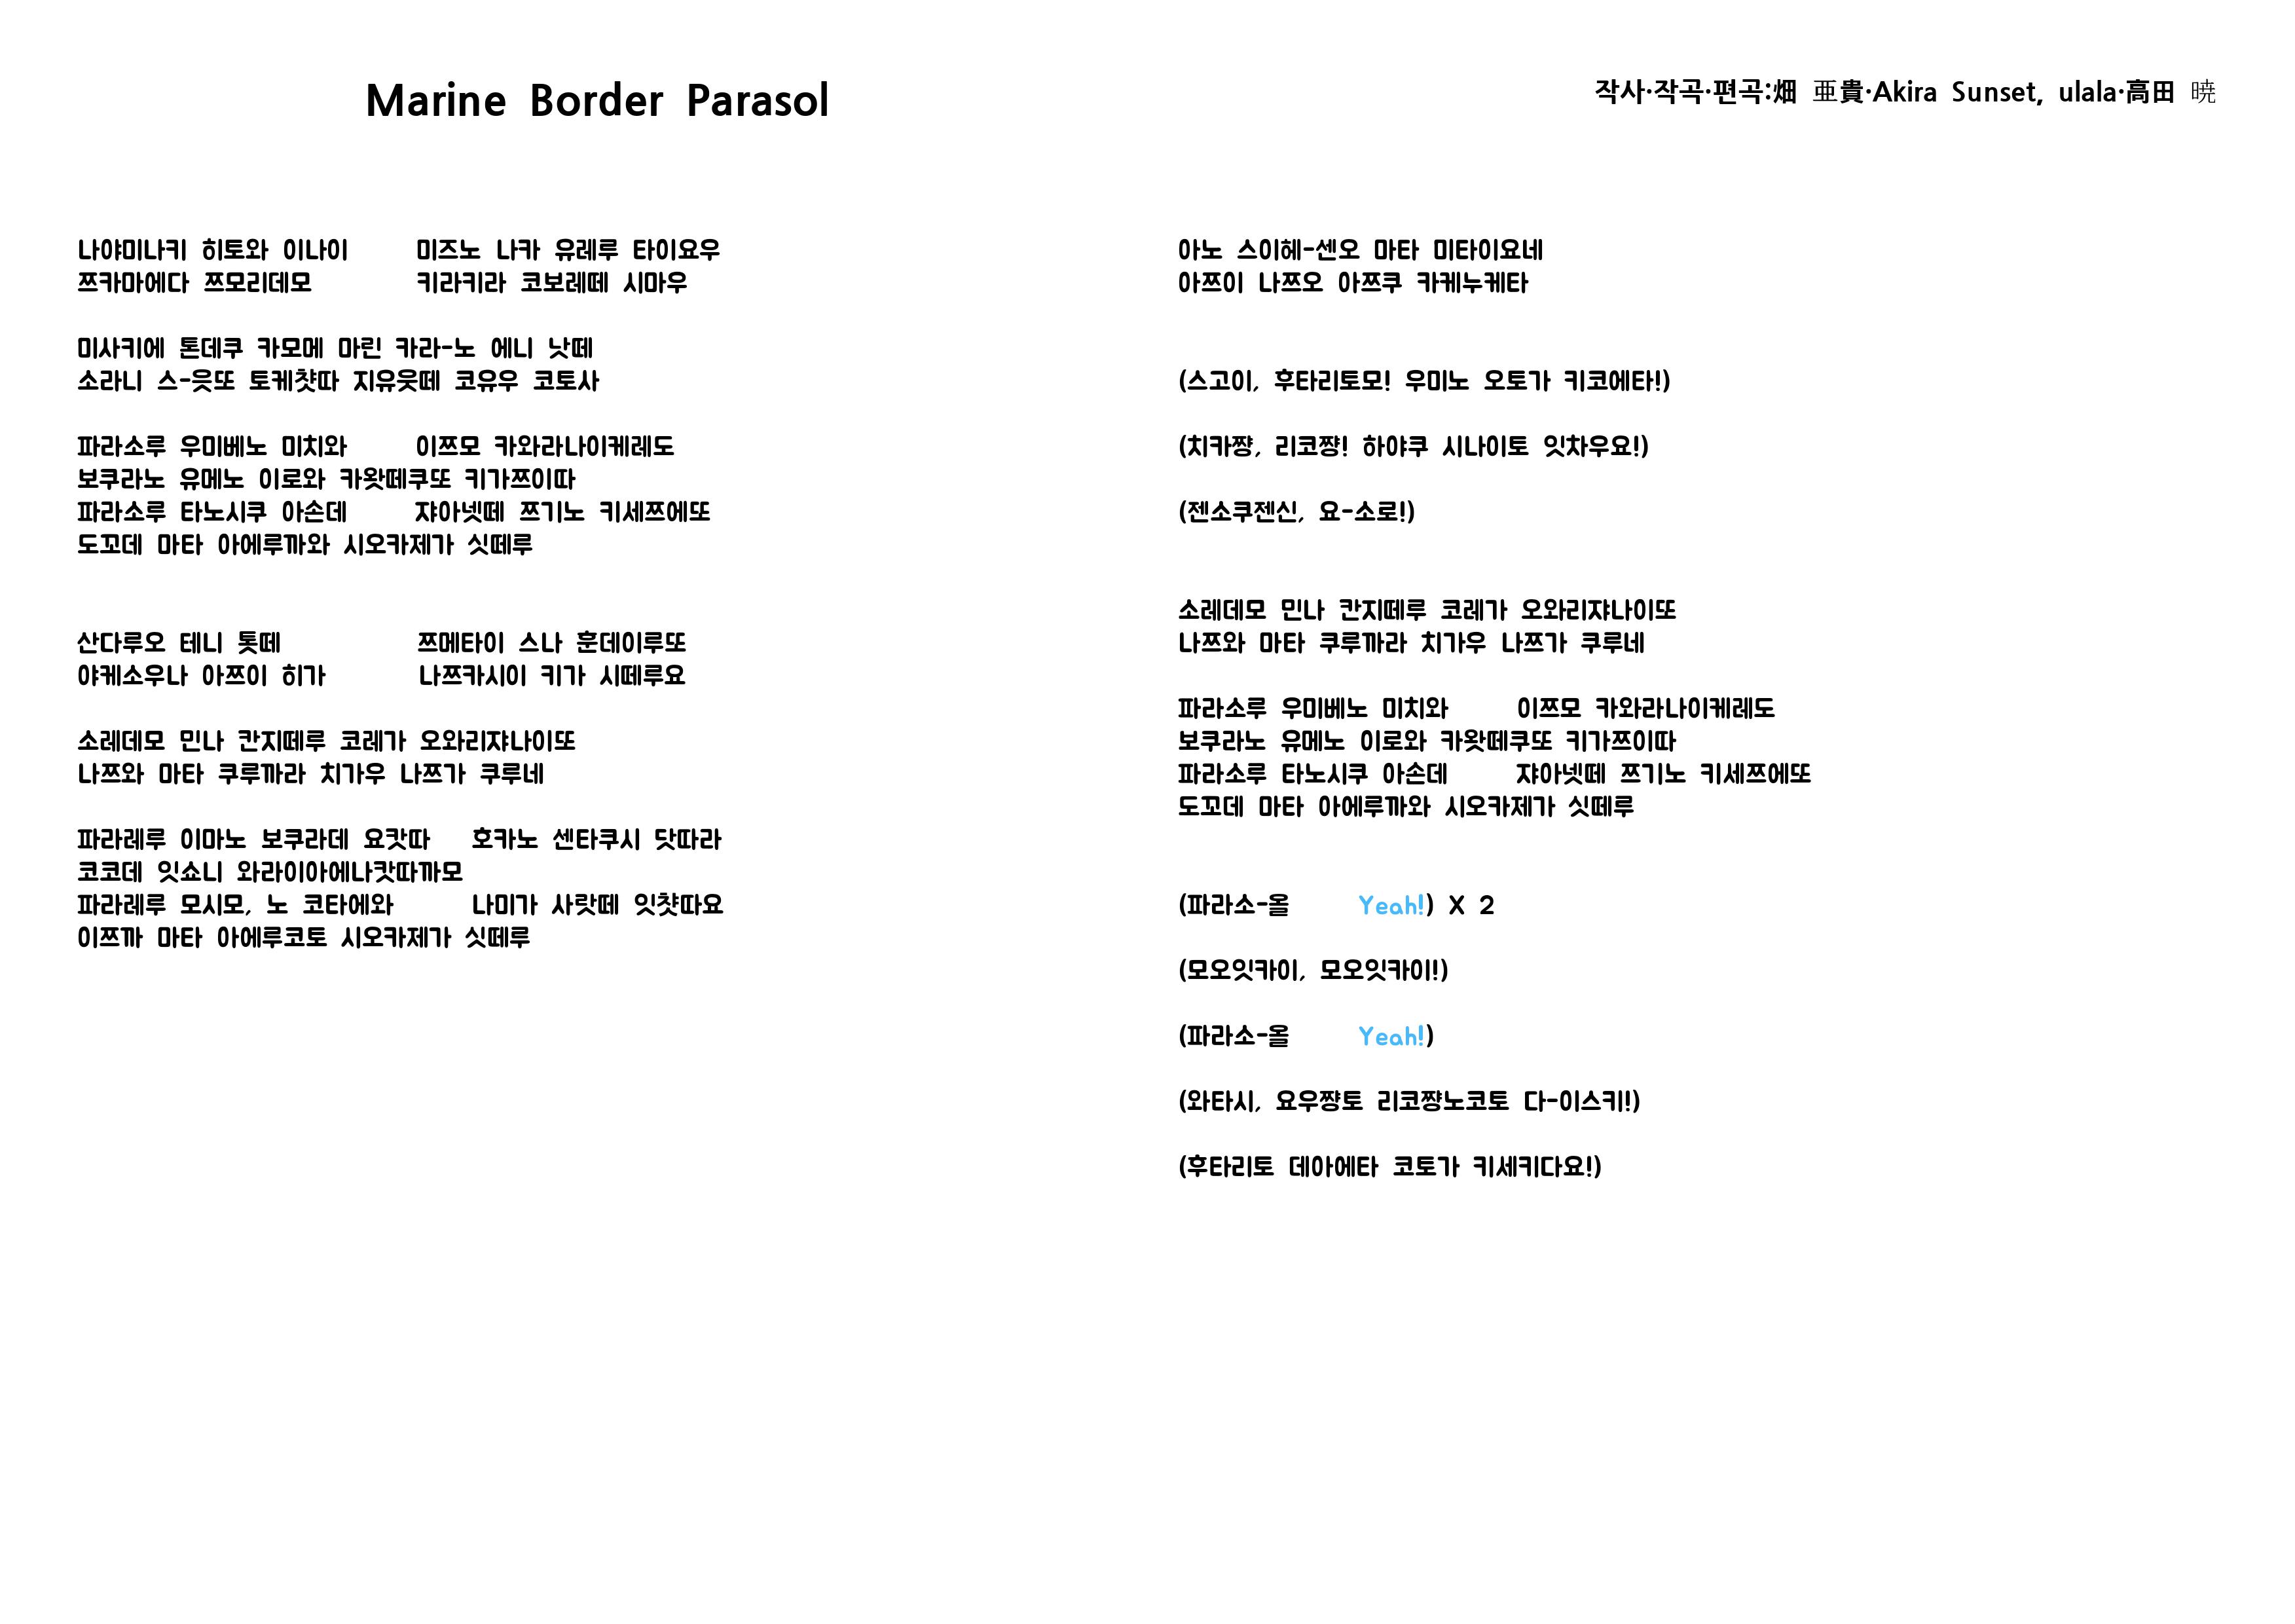 Marine Border Parasol
작사·작곡·편곡:畑 亜貴·Akira Sunset, ulala·高田 暁
나야미나키 히토와 이나이 미즈노 나카 유레루 타이요우
쯔카마에다 쯔모리데모 키라키라 코보레떼 시마우
미사키에 톤데쿠 카모메 마린 카라-노 에니 낫떼
소라니 스-읏또 토케챳따 지유웃떼 코유우 코토사
파라소루 우미베노 미치와 이쯔모 카와라나이케레도
보쿠라노 유메노 이로와 카왓떼쿠또 키가쯔이따
파라소루 타노시쿠 아손데 쟈아넷떼 쯔기노 키세쯔에또
도꼬데 마타 아에루까와 시오카제가 싯떼루
산다루오 테니 톳떼 쯔메타이 스나 훈데이루또
야케소우나 아쯔이 히가 나쯔카시이 키가 시떼루요
소레데모 민나 칸지떼루 코레가 오와리쟈나이또
나쯔와 마타 쿠루까라 치가우 나쯔가 쿠루네
파라레루 이마노 보쿠라데 요캇따 호카노 센타쿠시 닷따라
코코데 잇쇼니 와라이아에나캇따까모
파라레루 모시모, 노 코타에와 나미가 사랏떼 잇챳따요
이쯔까 마타 아에루코토 시오카제가 싯떼루
아노 스이헤-센오 마타 미타이요네
아쯔이 나쯔오 아쯔쿠 카케누케타
(스고이, 후타리토모! 우미노 오토가 키코에타!)
(치카쨩, 리코쨩! 하야쿠 시나이토 잇차우요!)
(젠소쿠젠신, 요-소로!)
소레데모 민나 칸지떼루 코레가 오와리쟈나이또
나쯔와 마타 쿠루까라 치가우 나쯔가 쿠루네
파라소루 우미베노 미치와 이쯔모 카와라나이케레도
보쿠라노 유메노 이로와 카왓떼쿠또 키가쯔이따
파라소루 타노시쿠 아손데 쟈아넷떼 쯔기노 키세쯔에또
도꼬데 마타 아에루까와 시오카제가 싯떼루
(파라소-올 Yeah!) X 2
(모오잇카이, 모오잇카이!)
(파라소-올 Yeah!)
(와타시, 요우쨩토 리코쨩노코토 다-이스키!)
(후타리토 데아에타 코토가 키세키다요!)